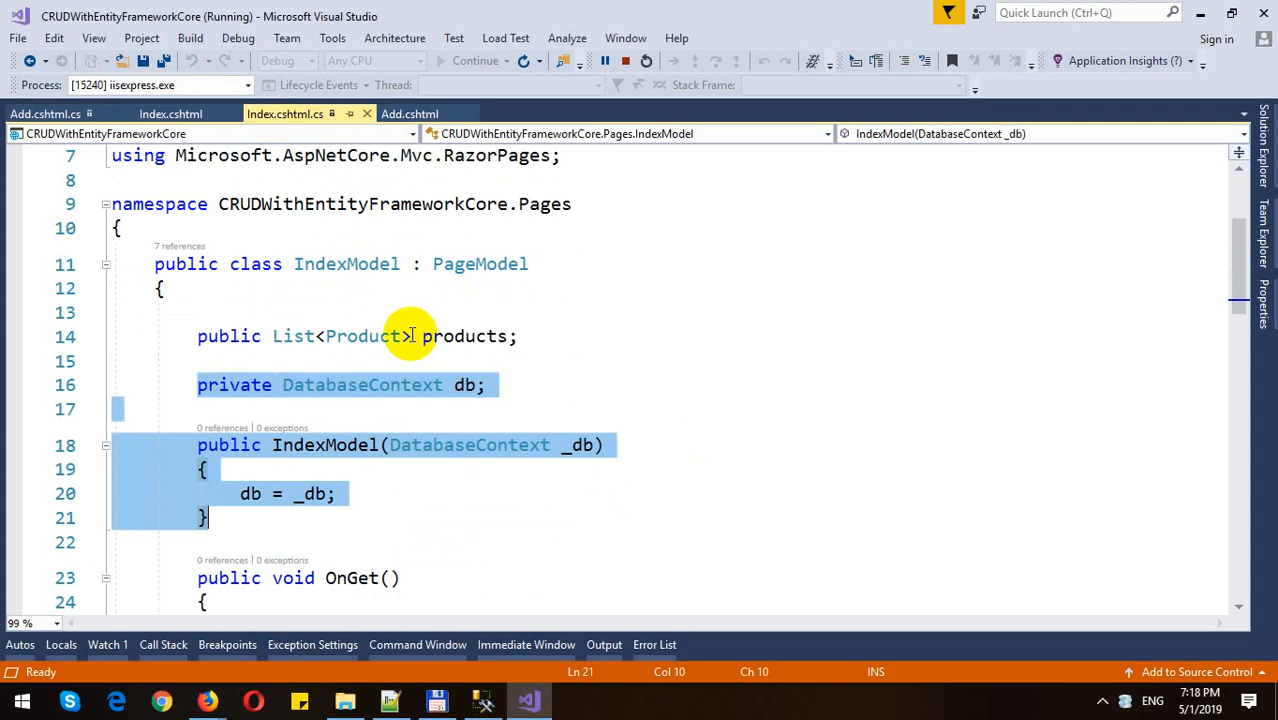 CRUDWithEntityFrameworkCore (Running) - Microsoft Visual Studio
Quick Launch (Ctrl+Q)
File Edit View Project Build Debug Team Tools Architecture Test Load Test Analyze Window Help
Sign in
Debug Any CPU Continue Application Insights (?)
Process: [15240] iisexpress.exe Lifecycle Events Thread: Stack Frame:
Add.cshtml.cs Index.cshtml Index.cshtml.cs Add.cshtml
CRUDWithEntityFrameworkCore CRUDWithEntityFrameworkCore.Pages.IndexModel IndexModel(DatabaseContext _db)
7 using Microsoft.AspNetCore.Mvc.RazorPages;
8
9 namespace CRUDWithEntityFrameworkCore.Pages
10 {
7 references
11 public class IndexModel : PageModel
12 {
13
14 public List<Product> products;
15
16 private DatabaseContext db;
17
0 references | 0 exceptions
18 public IndexModel(DatabaseContext _db)
19 {
20 db = _db;
21 }
22
0 references | 0 exceptions
23 public void OnGet()
24 {
Solution Explorer
Team Explorer
Properties
99 %
Autos Locals Watch 1 Call Stack Breakpoints Exception Settings Command Window Immediate Window Output Error List
Ready Ln 21 Col 10 Ch 10 INS Add to Source Control
ENG
7:18 PM
5/1/2019